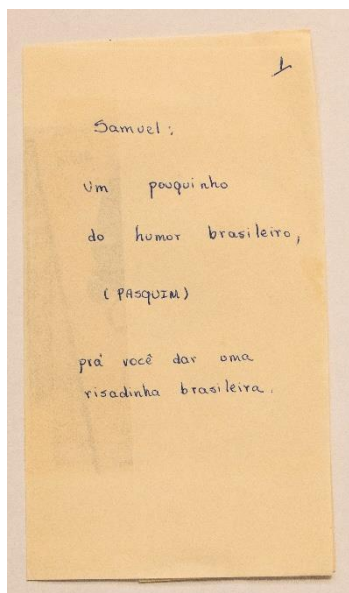 1
Samuel:
Um pouquinho
do humor brasileiro,
(PASQUIM)
prá você dar uma
risadinha brasileira.